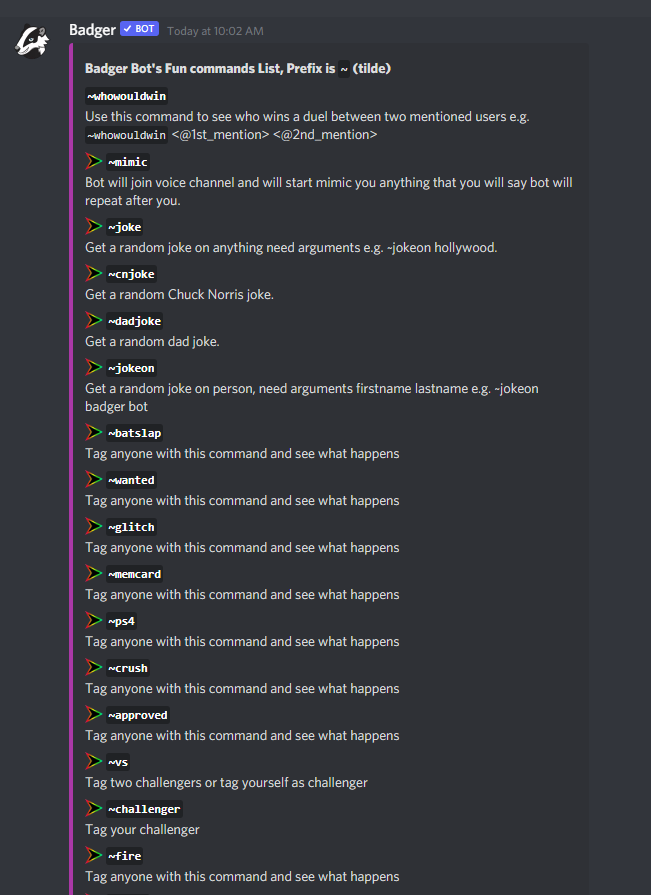 Badger ✓ BOT Today at 10:02 AM
Badger Bot's Fun commands List, Prefix is ~ (tilde)
~whowouldwin
Use this command to see who wins a duel between two mentioned users e.g.
~whowouldwin <@1st_mention> <@2nd_mention>
~mimic
Bot will join voice channel and will start mimic you anything that you will say bot will
repeat after you.
~joke
Get a random joke on anything need arguments e.g. ~jokeon hollywood.
~cnjoke
Get a random Chuck Norris joke.
~dadjoke
Get a random dad joke.
~jokeon
Get a random joke on person, need arguments firstname lastname e.g. ~jokeon
badger bot
~batslap
Tag anyone with this command and see what happens
~wanted
Tag anyone with this command and see what happens
~glitch
Tag anyone with this command and see what happens
~memcard
Tag anyone with this command and see what happens
~ps4
Tag anyone with this command and see what happens
~crush
Tag anyone with this command and see what happens
~approved
Tag anyone with this command and see what happens
~vs
Tag two challengers or tag yourself as challenger
~challenger
Tag your challenger
~fire
Tag anyone with this command and see what happens